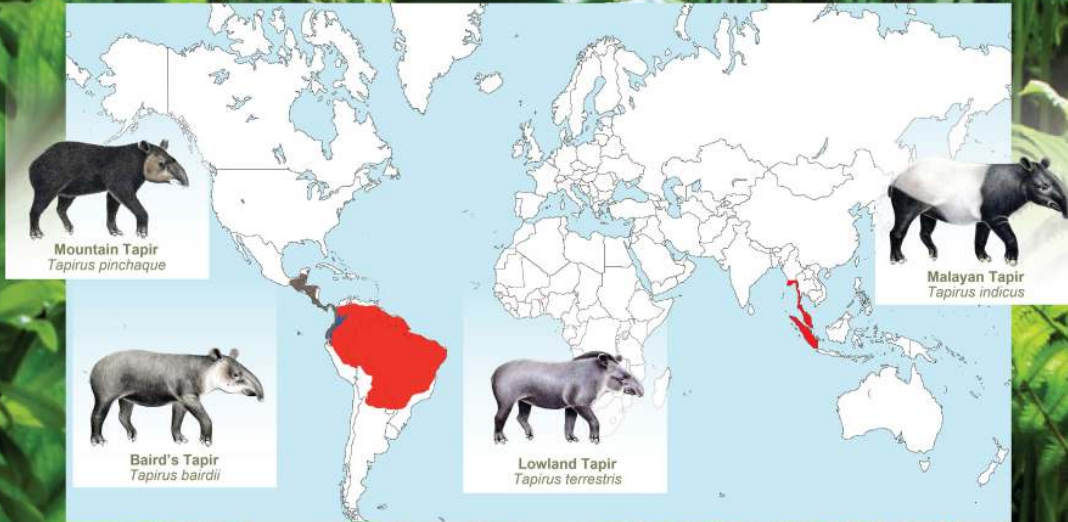 Mountain Tapir
Tapirus pinchaque
Malayan Tapir
Tapirus indicus
Baird's Tapir
Tapirus bairdii
Lowland Tapir
Tapirus terrestris